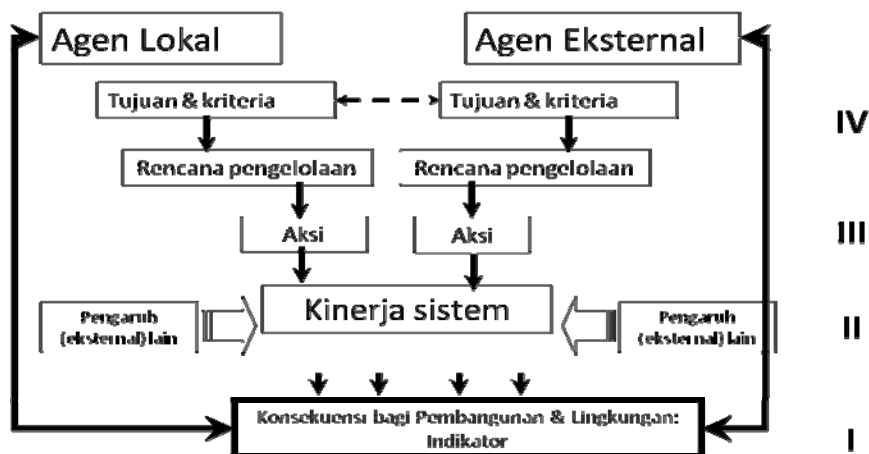 Agen Lokal
Agen Eksternal
Tujuan & kriteria
Tujuan & kriteria
IV
Rencana pengelolaan
Rencana pengelolaan
Aksi
Aksi
III
Kinerja sistem
Pengaruh
(eksternal) lain
Pengaruh
(eksternal) lain
II
Konsekuensi bagi Pembangunan & Lingkungan:
Indikator
I